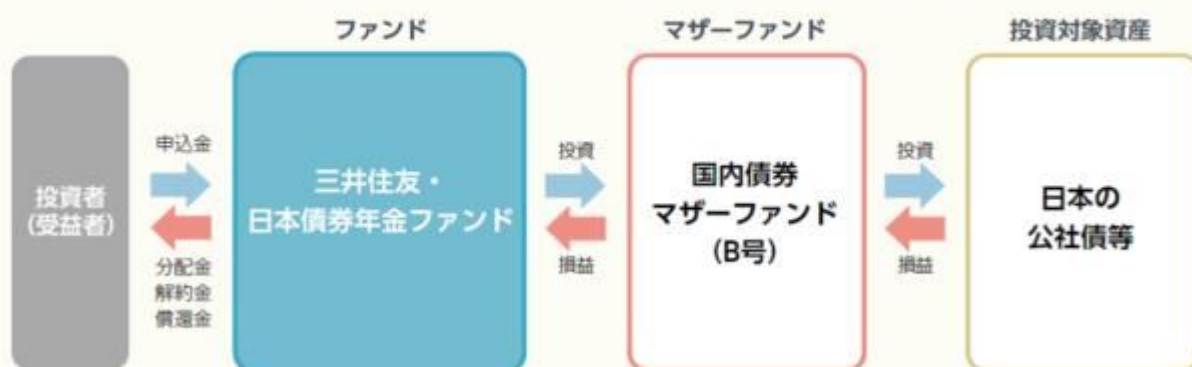 ファンド
マザーファンド
投資対象資産
投資者
(受益者)
申込金
分配金
解約金
償還金
三井住友・
日本債券年金ファンド
投資
損益
国内債券
マザーファンド
(B号)
投資
損益
日本の
公社債等